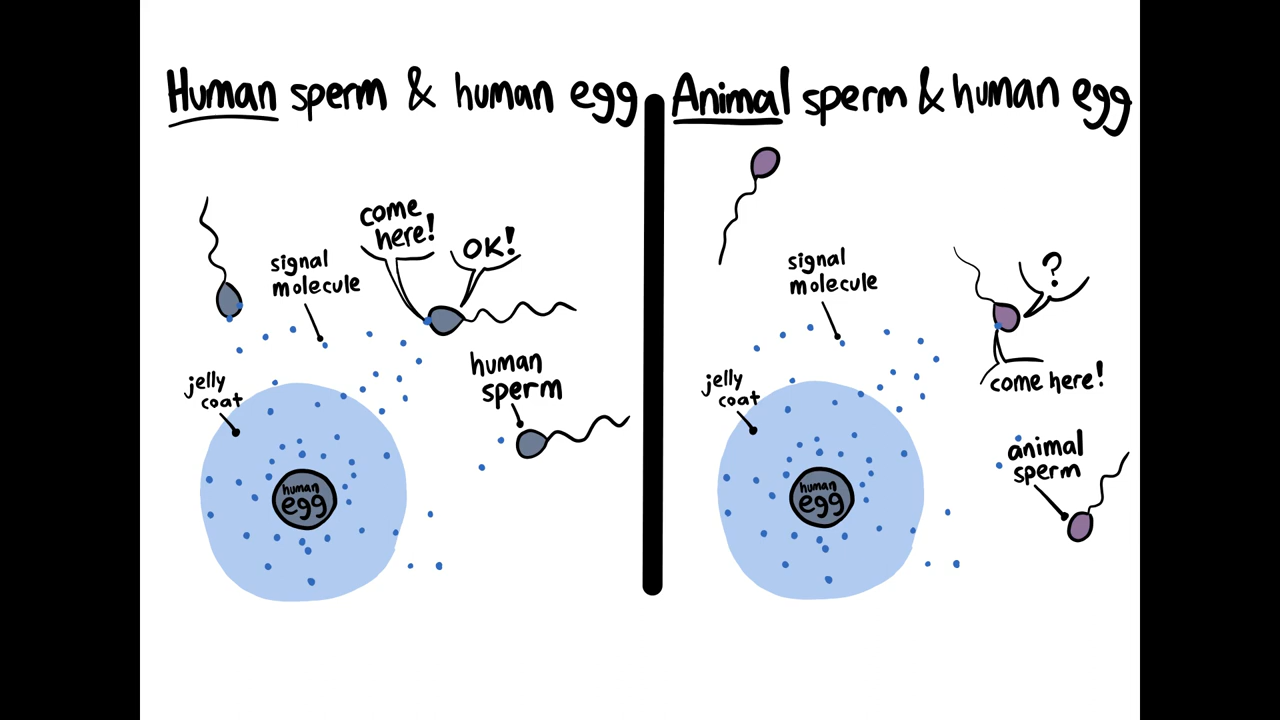 Human sperm & human egg
come
here!
OK!
signal
molecule
human
sperm
jelly
coat
human
egg
Animal sperm & human egg
?
signal
molecule
come here!
jelly
coat
animal
sperm
human
egg